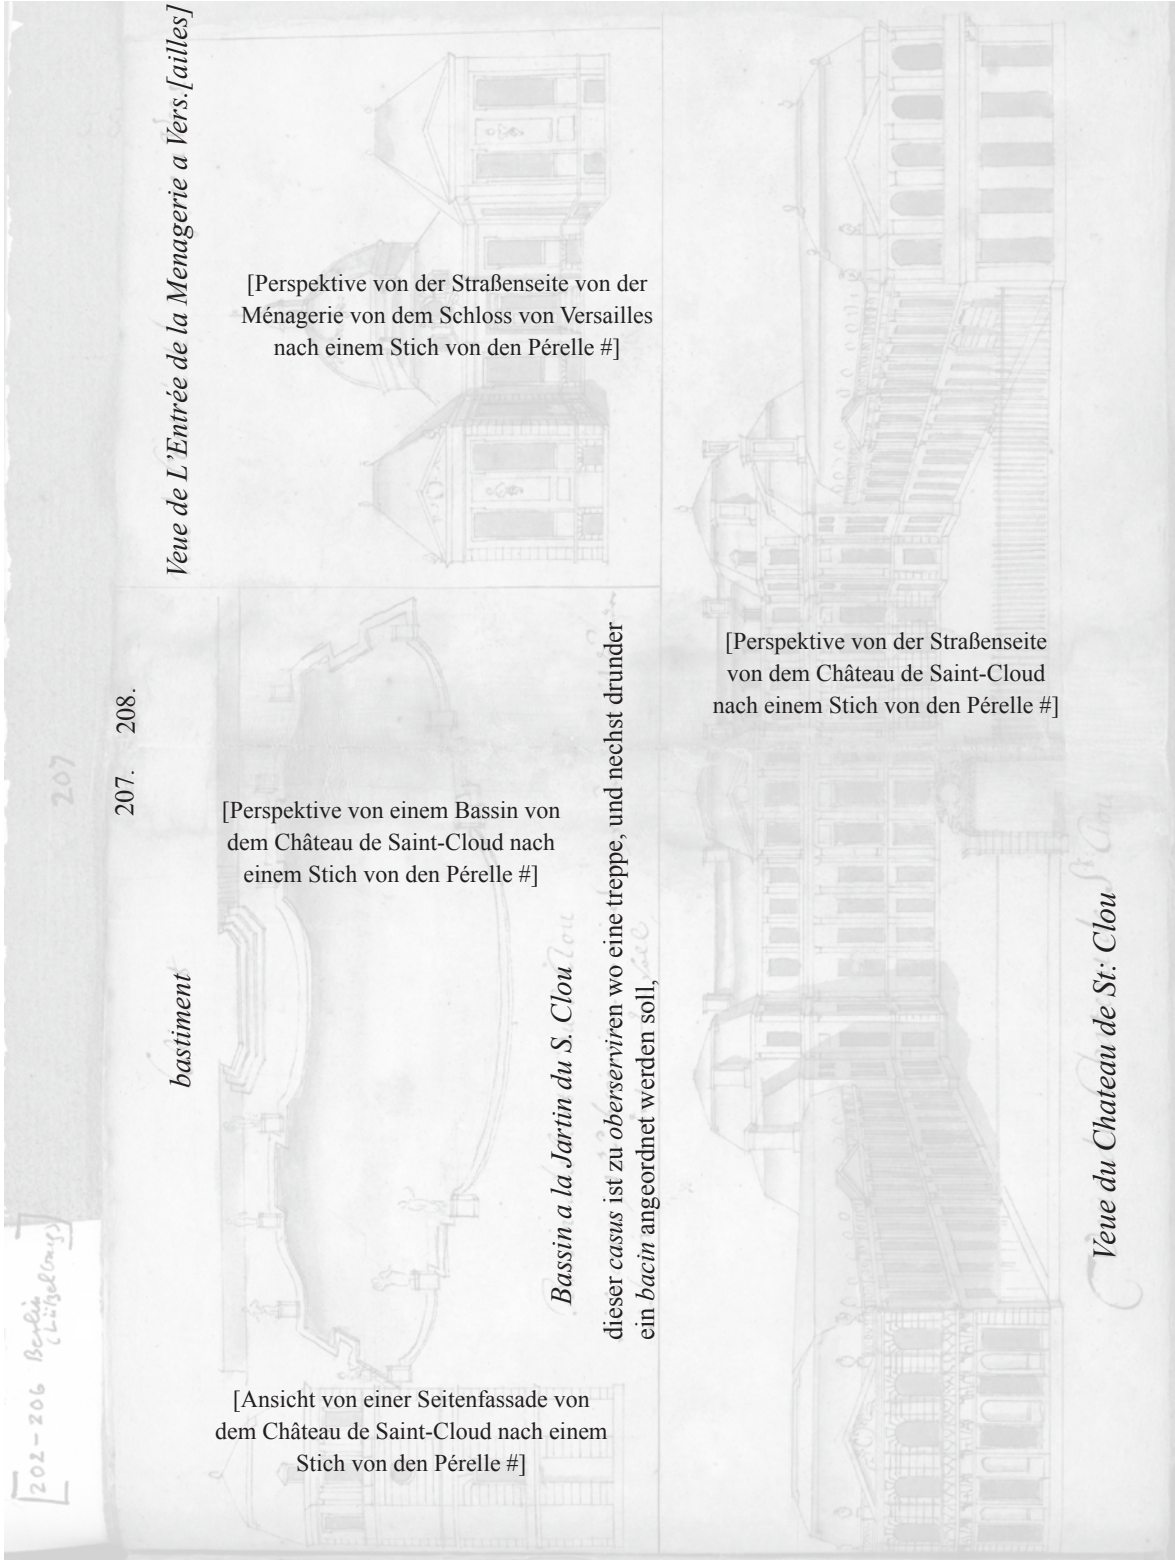 [202-206 Berlin
207
207. 208.
Veue de L'Entrée de la Menagerie a Vers.[ailles]
[Perspektive von der Straßenseite von der
Ménagerie von dem Schloss von Versailles
nach einem Stich von den Pérelle #]
bastiment
[Perspektive von einem Bassin von
dem Château de Saint-Cloud nach
einem Stich von den Pérelle #]
Bassin a la Jartin du S. Clou
dieser casus ist zu oberserviren wo eine treppe, und nechst drunder
ein bacin angeordnet werden soll,
[Ansicht von einer Seitenfassade von
dem Château de Saint-Cloud nach einem
Stich von den Pérelle #]
[Perspektive von der Straßenseite
von dem Château de Saint-Cloud
nach einem Stich von den Pérelle #]
Veue du Chateau de St: Clou